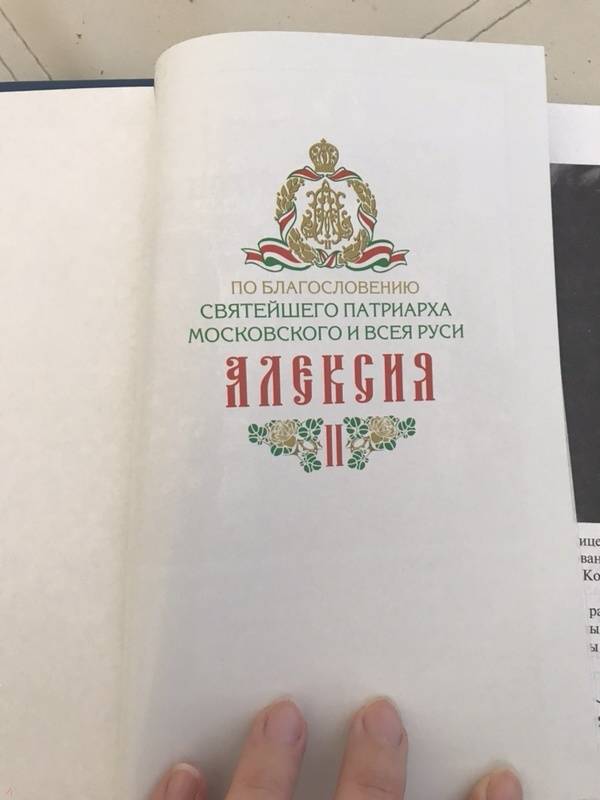 ПО БЛАГОСЛОВЕНИЮ
СВЯТЕЙШЕГО ПАТРИАРХА
МОСКОВСКОГО И ВСЕЯ РУСИ
АЛЕКСИЯ
II